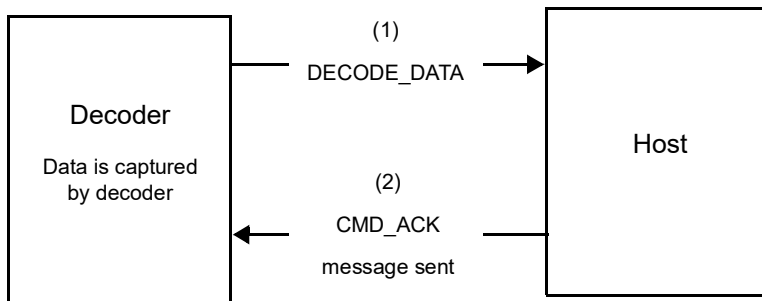 Decoder
Data is captured
by decoder
(1)
DECODE_DATA
(2)
CMD_ACK
message sent
Host